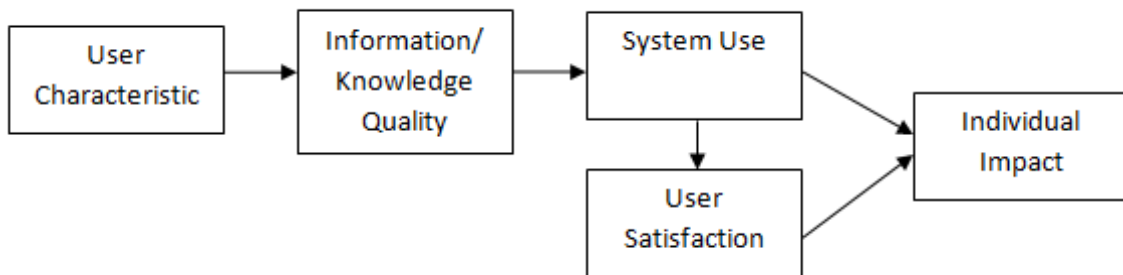 User
Characteristic
Information/
Knowledge
Quality
System Use
User
Satisfaction
Individual
Impact